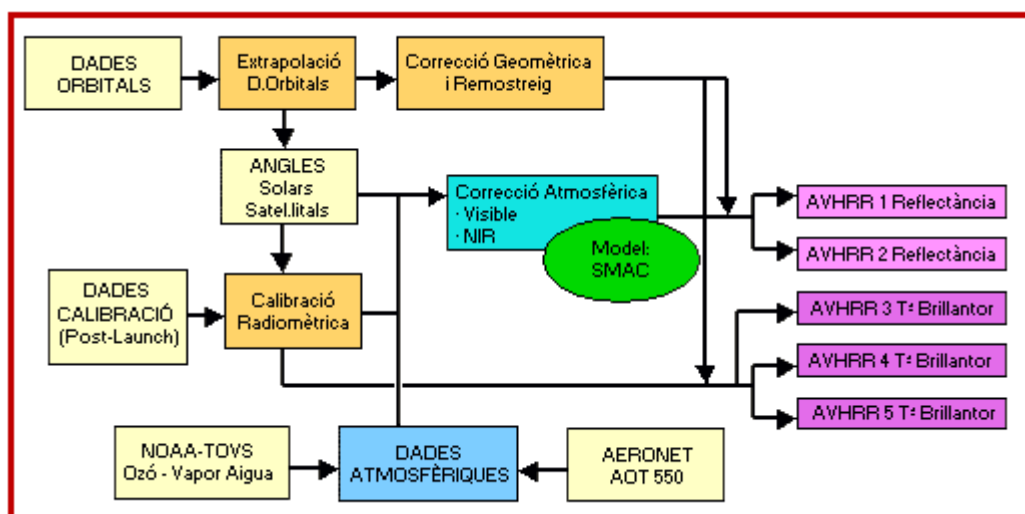 DADES
ORBITALS
Extrapolació
D.Orbitals
Correcció Geomètrica
i Remostreig
ANGLES
Solars
Satel.litals
Correcció Atmosfèrica
· Visible
· NIR
Model:
SMAC
AVHRR 1 Reflectància
AVHRR 2 Reflectància
DADES
CALIBRACIÓ
(Post-Launch)
Calibració
Radiomètrica
AVHRR 3 Tª Brillantor
AVHRR 4 Tª Brillantor
AVHRR 5 Tª Brillantor
NOAA-TOVS
Ozó - Vapor Aigua
DADES
ATMOSFÈRIQUES
AERONET
AOT 550